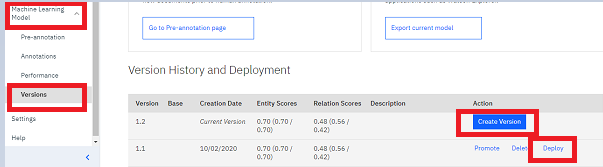 Machine Learning
Model
Pre-annotation
Annotations
Performance
Versions
Settings
Help
Go to Pre-annotation page
Export current model
Version History and Deployment
Version Base Creation Date Entity Scores Relation Scores Description Action
1.2 Current Version 0.70 (0.70 / 0.70) 0.48 (0.56 / 0.42) Create Version
1.1 10/02/2020 0.70 (0.70 / 0.70) 0.48 (0.56 / 0.42) Promote Delete Deploy